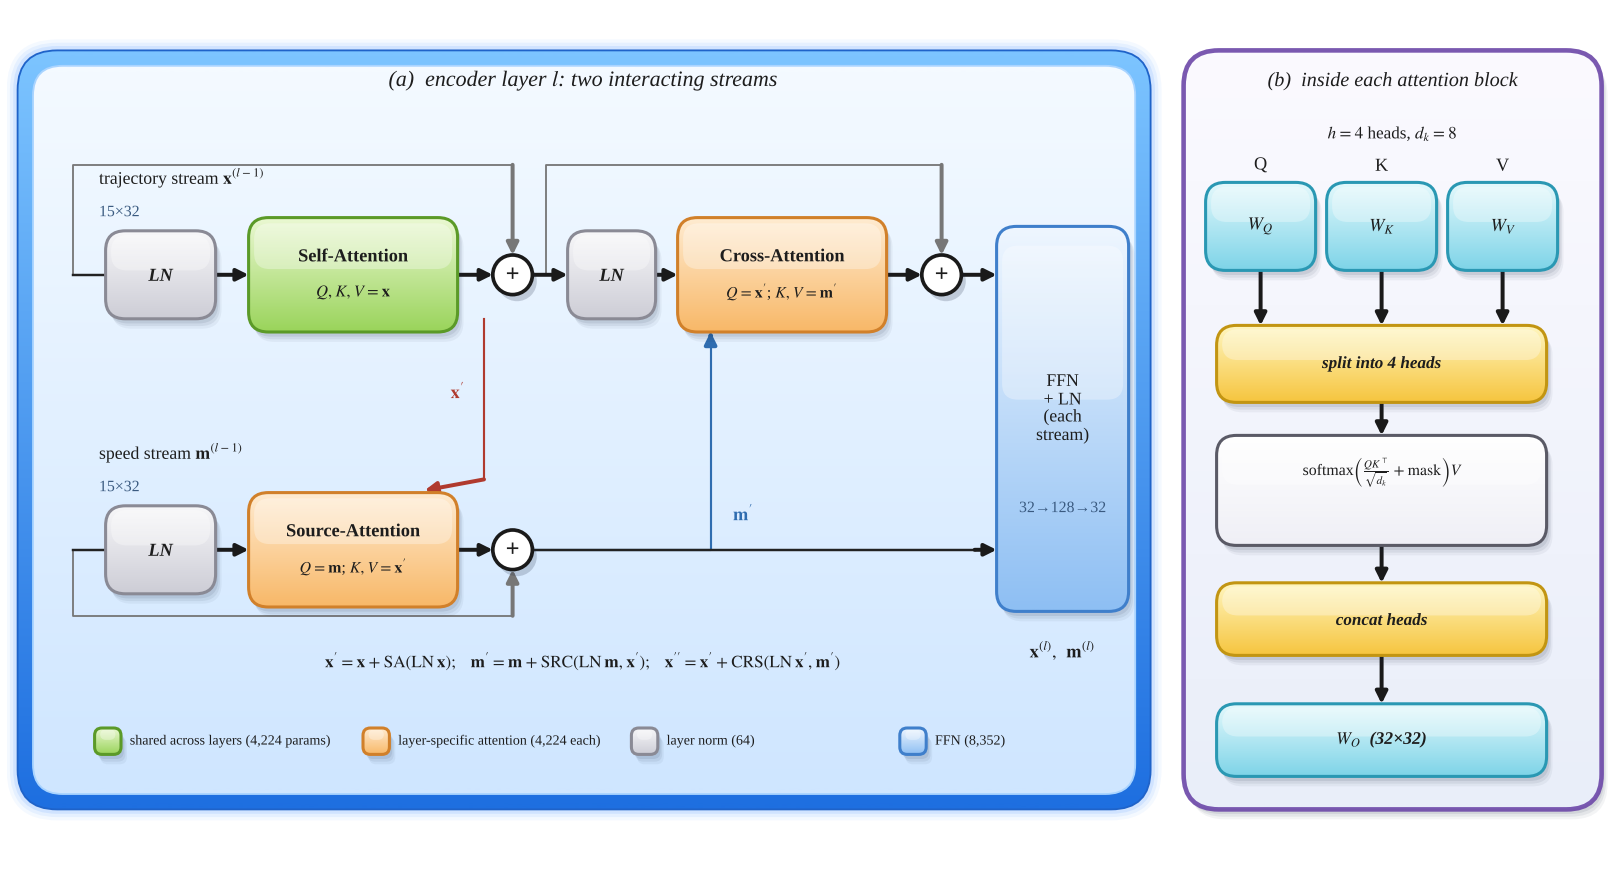 (a) encoder layer l: two interacting streams
trajectory stream x^(l − 1)
15×32
LN
Self-Attention
Q, K, V = x
+
LN
Cross-Attention
Q = x′; K, V = m′
+
FFN
+ LN
(each
stream)
32→128→32
x′
speed stream m^(l − 1)
15×32
LN
Source-Attention
Q = m; K, V = x′
+
m′
x′ = x + SA(LN x); m′ = m + SRC(LN m, x′); x′′ = x′ + CRS(LN x′, m′)
x^(l), m^(l)
shared across layers (4,224 params)
layer-specific attention (4,224 each)
layer norm (64)
FFN (8,352)
(b) inside each attention block
h = 4 heads, d_k = 8
Q K V
W_Q W_K W_V
split into 4 heads
softmax(QK^⊤/√d_k + mask)V
concat heads
W_O (32×32)